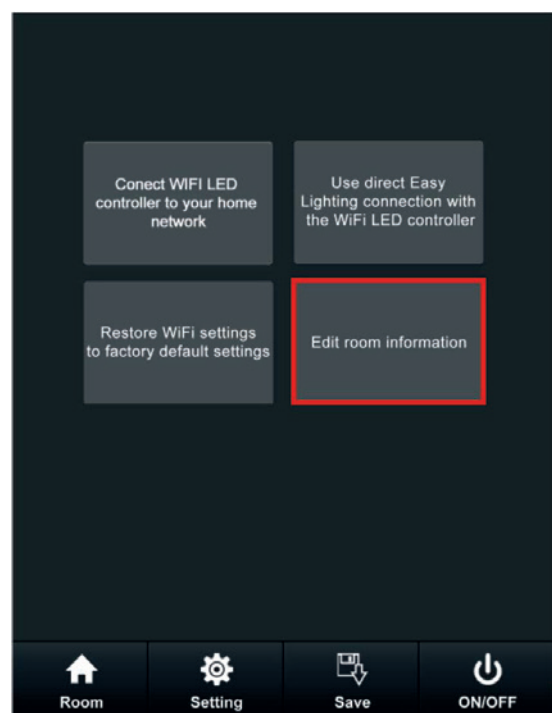 Conect WIFI LED
controller to your home
network
Use direct Easy
Lighting connection with
the WiFi LED controller
Restore WiFi settings
to factory default settings
Edit room information
Room
Setting
Save
ON/OFF